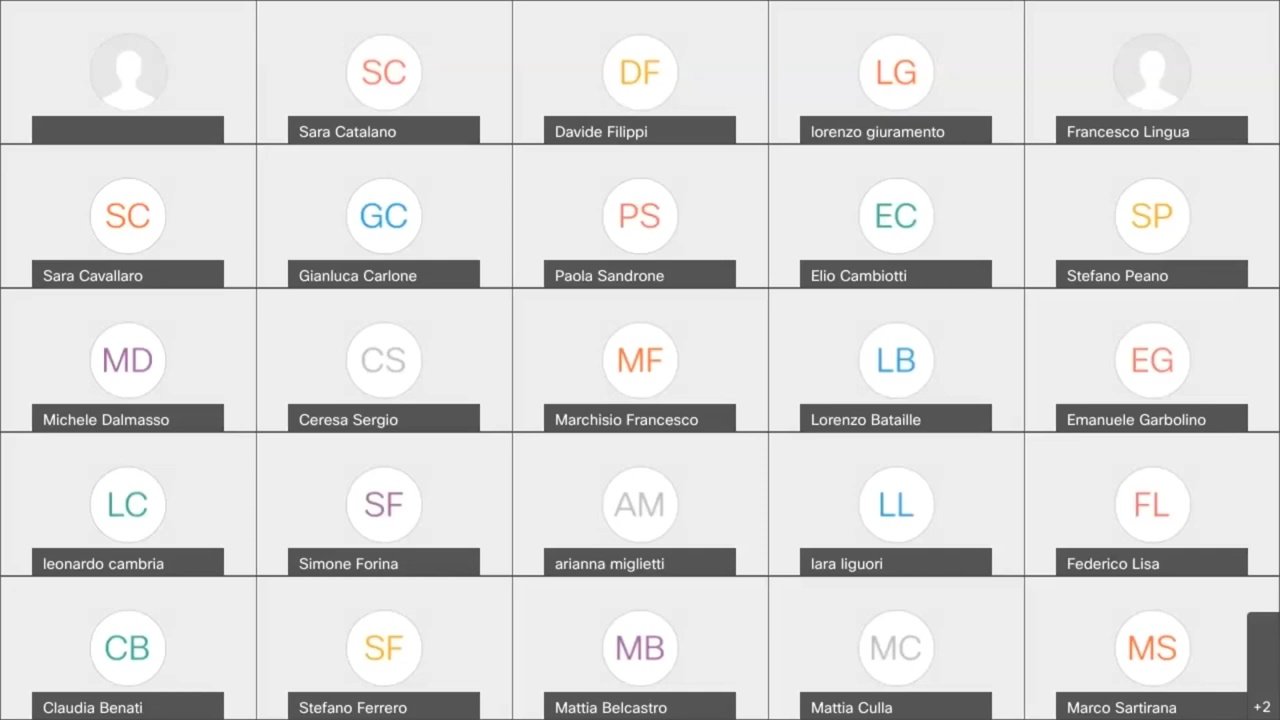 SC
DF
LG
Sara Catalano
Davide Filippi
lorenzo giuramento
Francesco Lingua
SC
GC
PS
EC
SP
Sara Cavallaro
Gianluca Carlone
Paola Sandrone
Elio Cambiotti
Stefano Peano
MD
CS
MF
LB
EG
Michele Dalmasso
Ceresa Sergio
Marchisio Francesco
Lorenzo Bataille
Emanuele Garbolino
LC
SF
AM
LL
FL
leonardo cambria
Simone Forina
arianna miglietti
lara liguori
Federico Lisa
CB
SF
MB
MC
MS
Claudia Benati
Stefano Ferrero
Mattia Belcastro
Mattia Culla
Marco Sartirana
+2